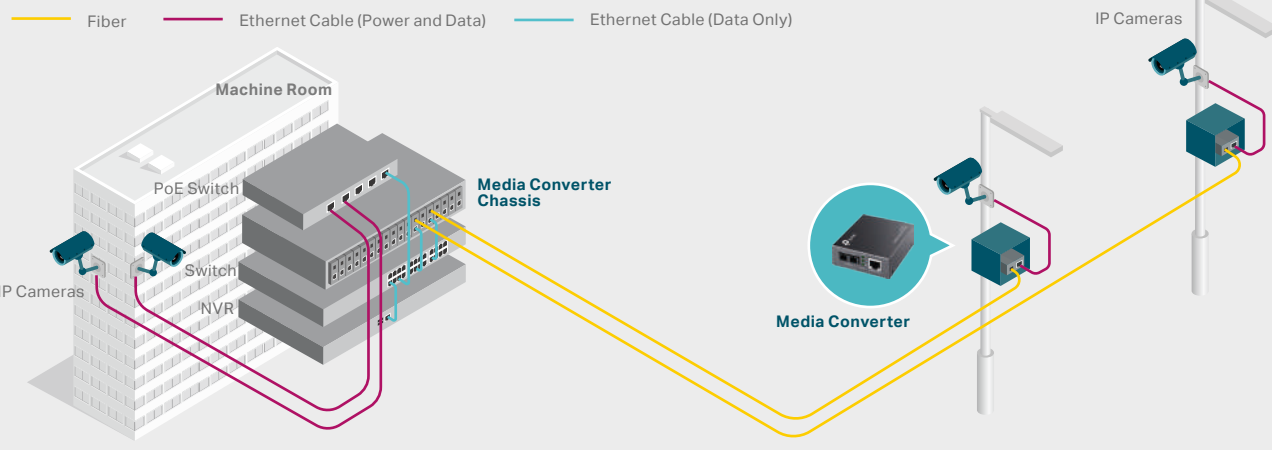 Fiber
Ethernet Cable (Power and Data)
Ethernet Cable (Data Only)
IP Cameras
Machine Room
PoE Switch
Media Converter
Chassis
Switch
IP Cameras
NVR
Media Converter